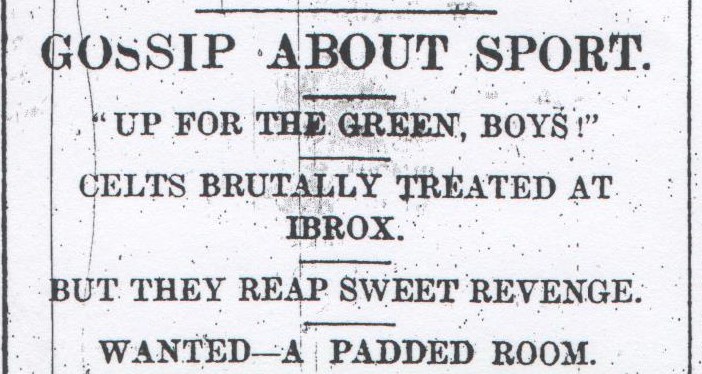 GOSSIP ABOUT SPORT.
"UP FOR THE GREEN, BOYS!"
CELTS BRUTALLY TREATED AT
IBROX.
BUT THEY REAP SWEET REVENGE.
WANTED—A PADDED ROOM.